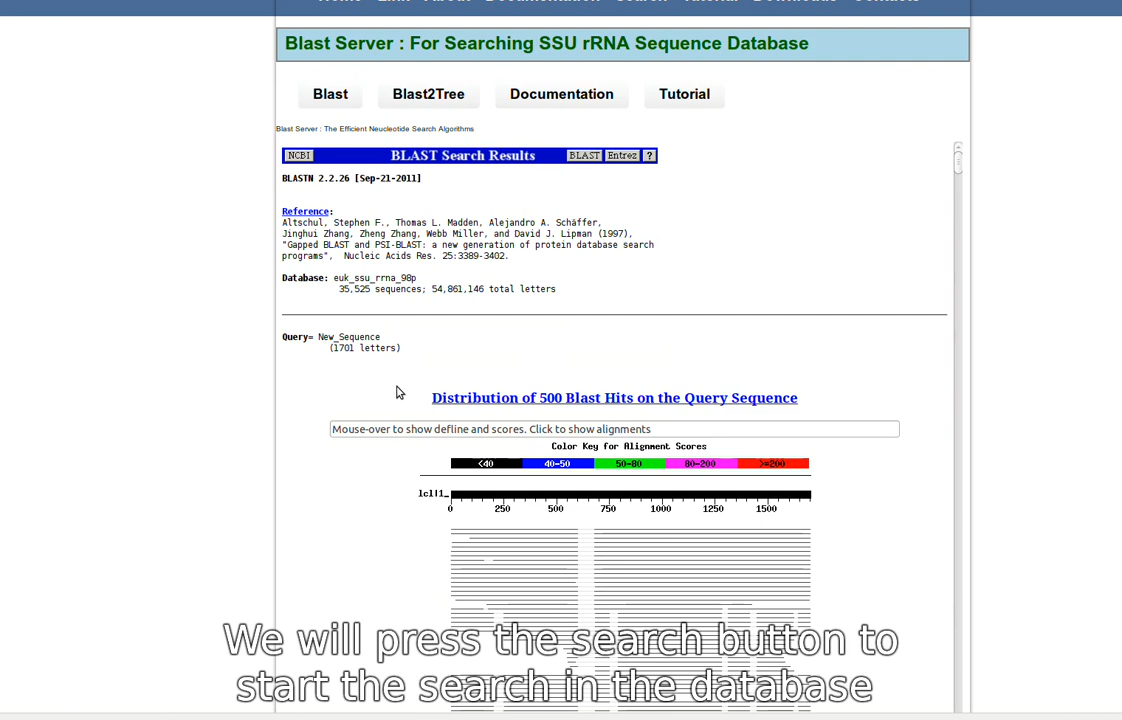 Blast Server : For Searching SSU rRNA Sequence Database
Blast Blast2Tree Documentation Tutorial
Blast Server : The Efficient Neucleotide Search Algorithms
NCBI BLAST Search Results BLAST Entrez ?
BLASTN 2.2.26 [Sep-21-2011]
Reference:
Altschul, Stephen F., Thomas L. Madden, Alejandro A. Schäffer,
Jinghui Zhang, Zheng Zhang, Webb Miller, and David J. Lipman (1997),
"Gapped BLAST and PSI-BLAST: a new generation of protein database search
programs", Nucleic Acids Res. 25:3389-3402.
Database: euk_ssu_rrna_98p
35,525 sequences; 54,861,146 total letters
Query= New_Sequence
(1701 letters)
Distribution of 500 Blast Hits on the Query Sequence
Mouse-over to show defline and scores. Click to show alignments
Color Key for Alignment Scores
<40 40-50 50-80 80-200 >=200
lcl|1_
0 250 500 750 1000 1250 1500
We will press the search button to
start the search in the database